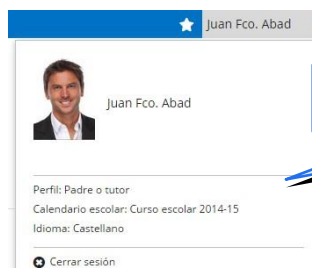 Juan Fco. Abad
Juan Fco. Abad
Perfil: Padre o tutor
Calendario escolar: Curso escolar 2014-15
Idioma: Castellano
Cerrar sesión